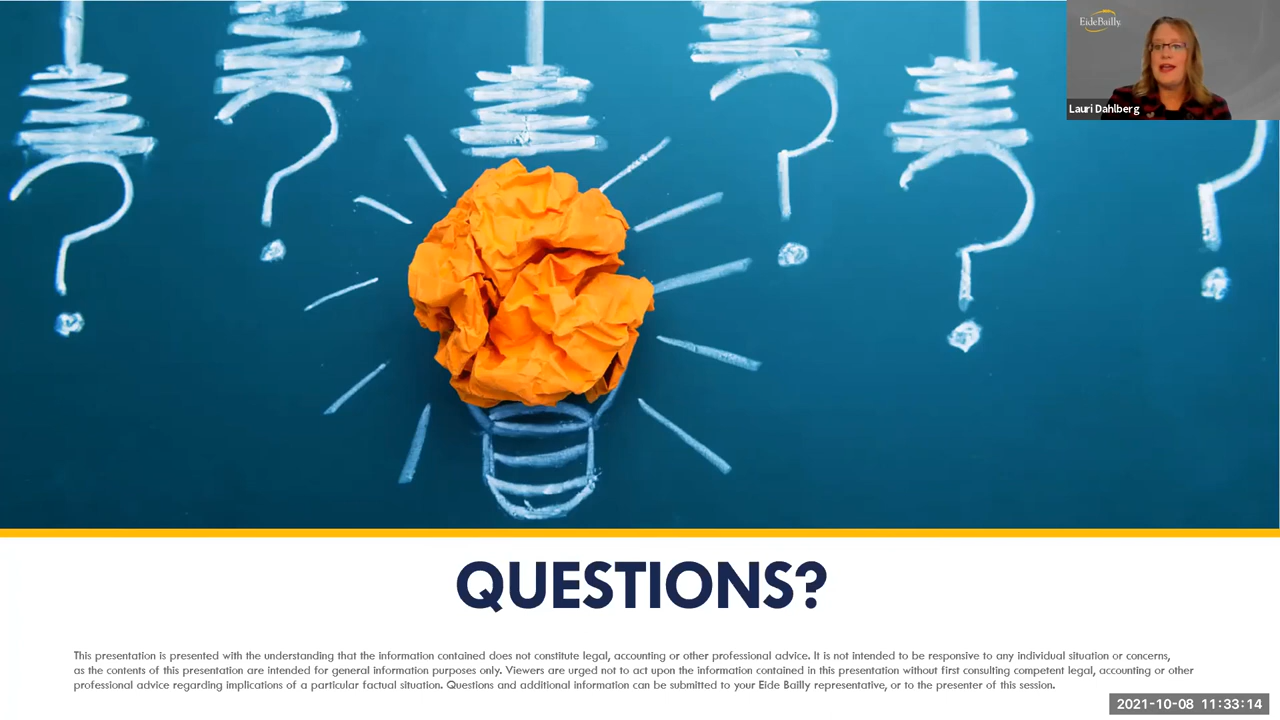 EideBailly
Lauri Dahlberg
QUESTIONS?
This presentation is presented with the understanding that the information contained does not constitute legal, accounting or other professional advice. It is not intended to be responsive to any individual situation or concerns,
as the contents of this presentation are intended for general information purposes only. Viewers are urged not to act upon the information contained in this presentation without first consulting competent legal, accounting or other
professional advice regarding implications of a particular factual situation. Questions and additional information can be submitted to your Eide Bailly representative, or to the presenter of this session.
2021-10-08 11:33:14